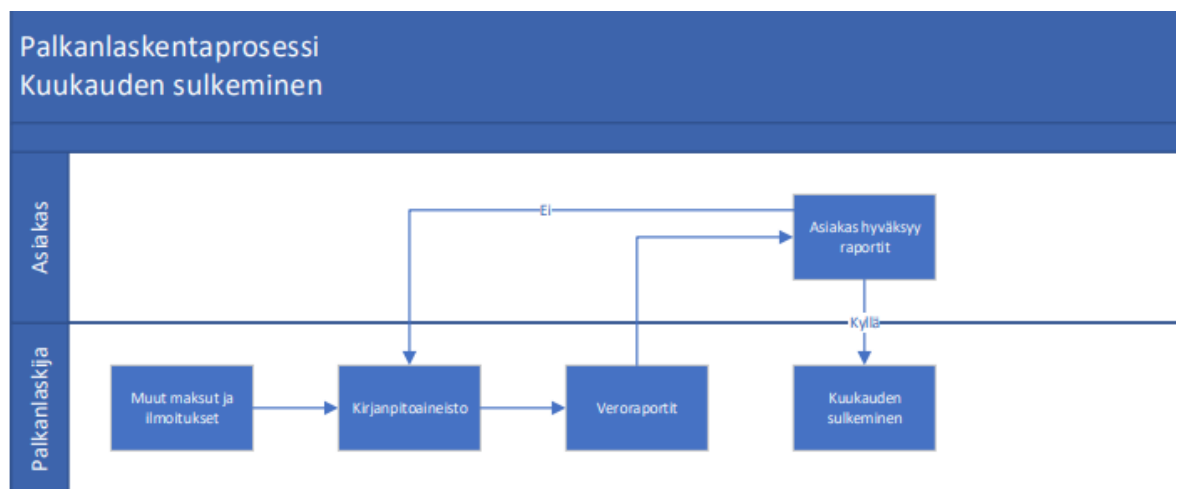 Palkanlaskentaprosessi
Kuukauden sulkeminen
Asiakas
Ei
Asiakas hyväksyy
raportit
Kyllä
Palkanlaskija
Muut maksut ja
ilmoitukset
Kirjanpitoaineisto
Veroraportit
Kuukauden
sulkeminen